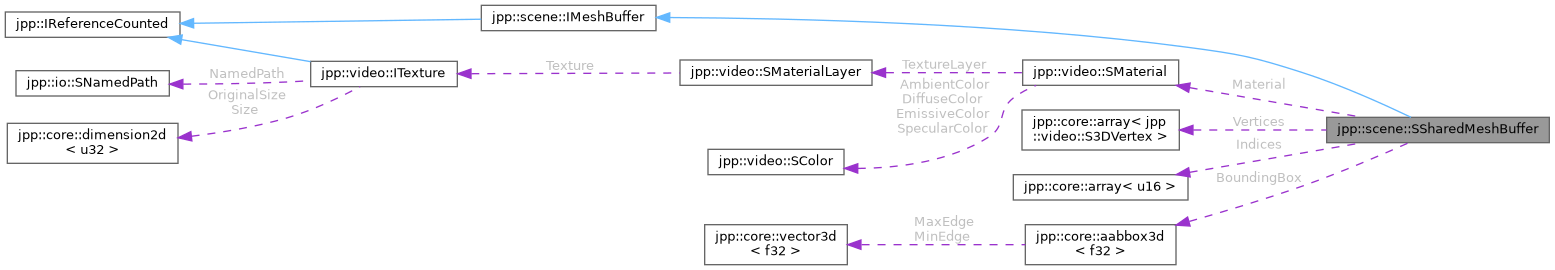 jpp::IReferenceCounted
jpp::scene::IMeshBuffer
jpp::io::SNamedPath
NamedPath
jpp::video::ITexture
Texture
jpp::video::SMaterialLayer
TextureLayer
jpp::video::SMaterial
Material
OriginalSize
Size
AmbientColor
DiffuseColor
EmissiveColor
SpecularColor
jpp::core::dimension2d
< u32 >
jpp::core::array< jpp
::video::S3DVertex >
Vertices
Indices
jpp::scene::SSharedMeshBuffer
jpp::video::SColor
jpp::core::array< u16 >
BoundingBox
jpp::core::vector3d
< f32 >
MaxEdge
MinEdge
jpp::core::aabbox3d
< f32 >